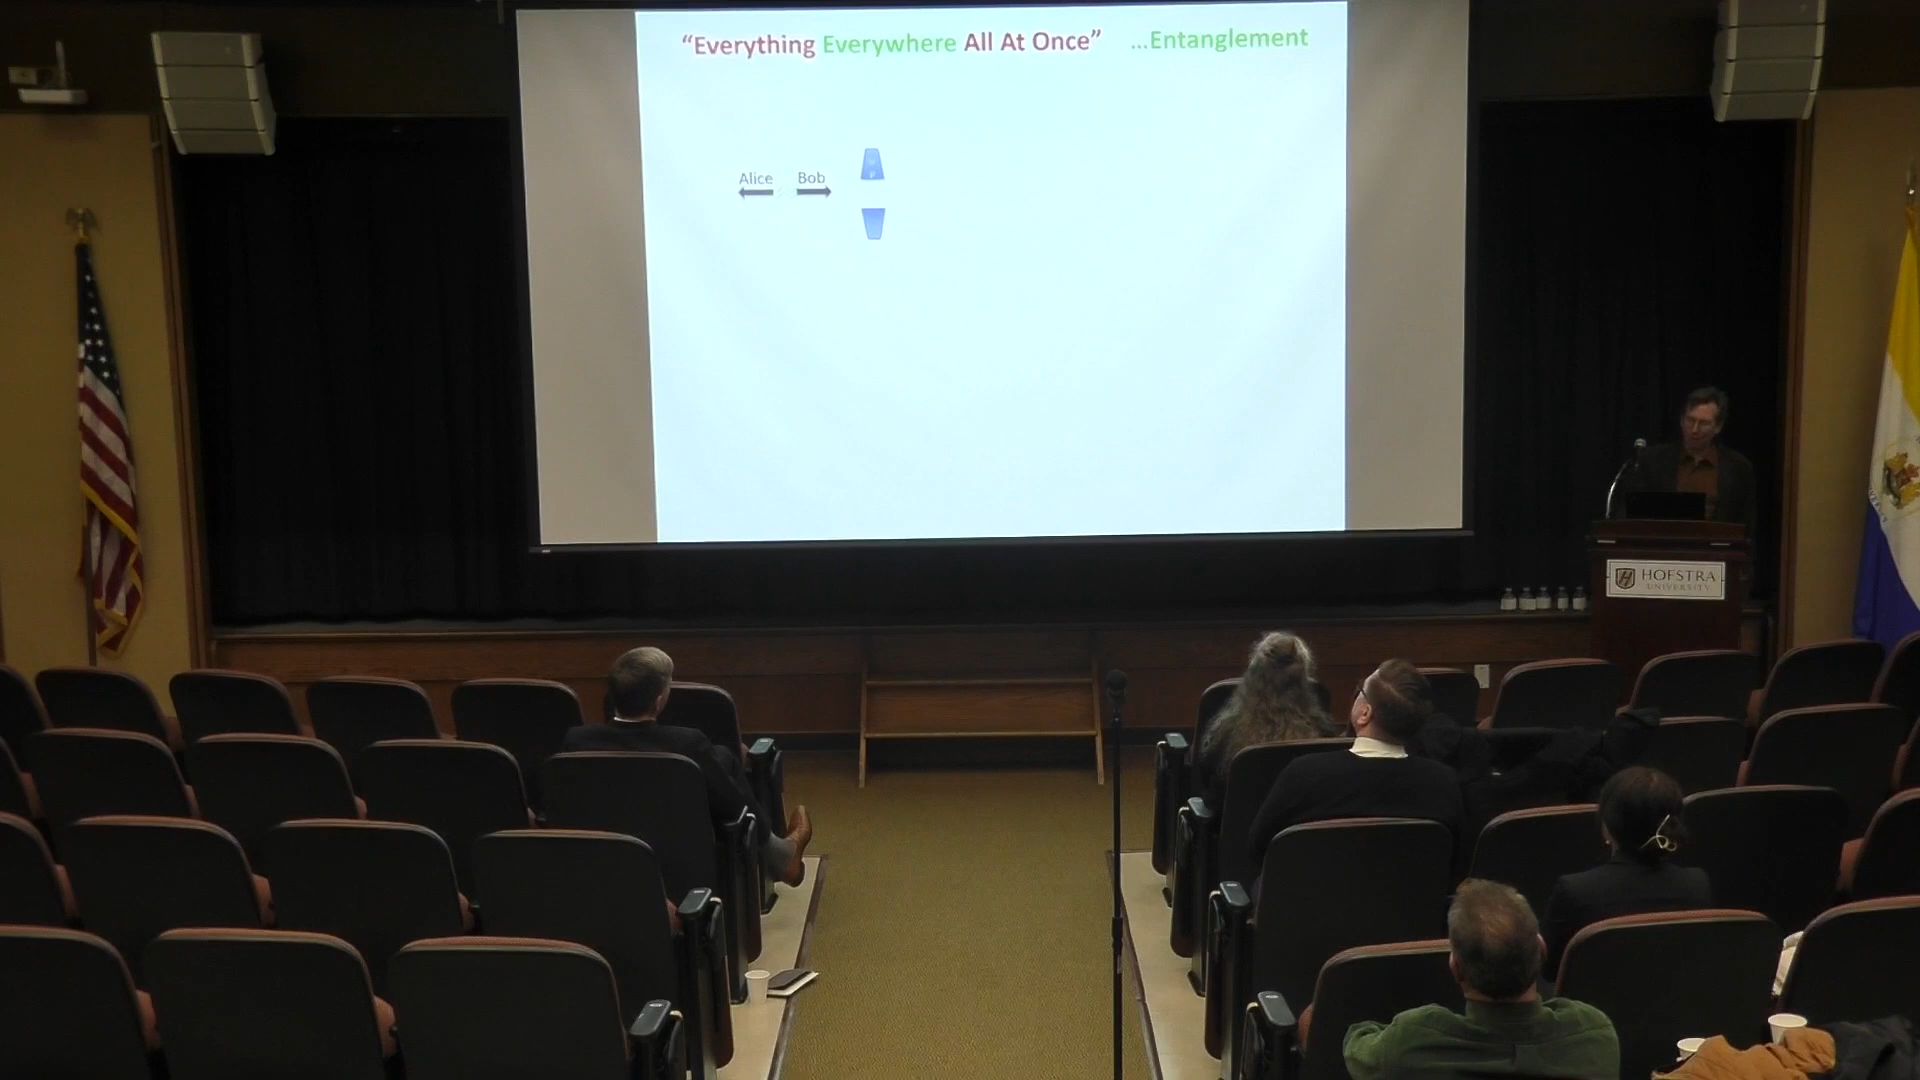 “Everything Everywhere All At Once” ...Entanglement
Alice Bob
HOFSTRA
UNIVERSITY